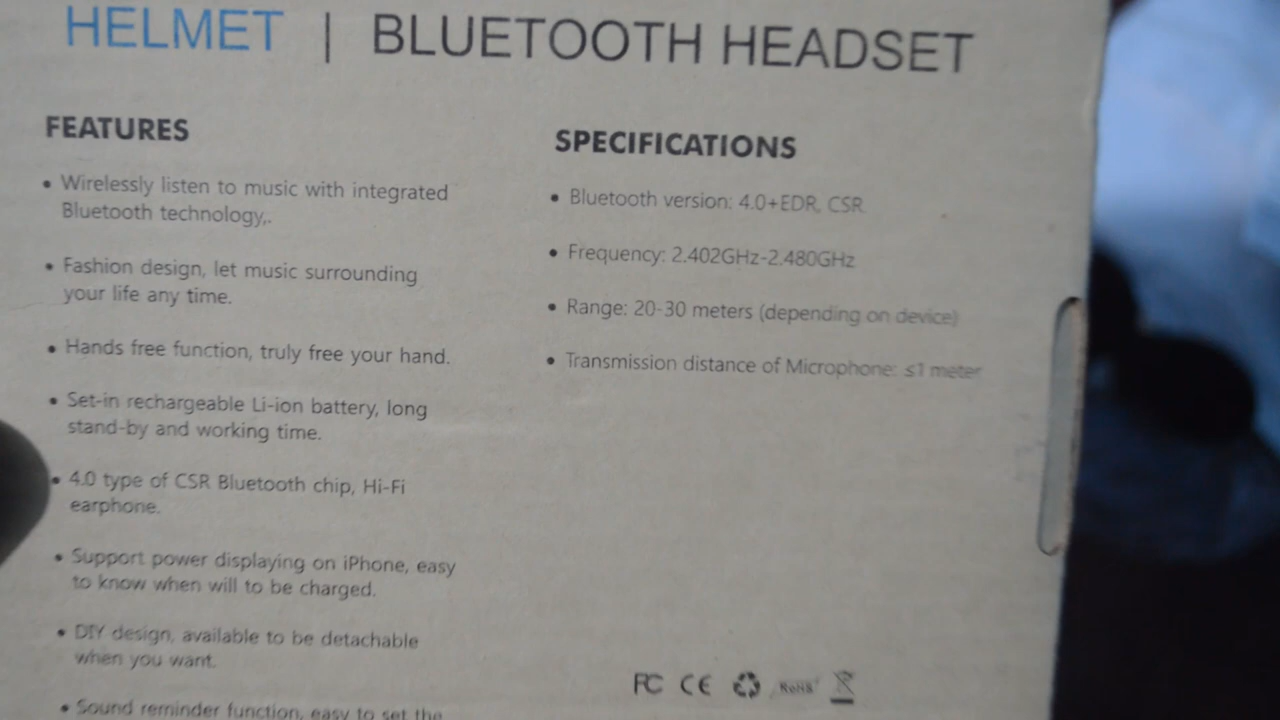 HELMET | BLUETOOTH HEADSET
FEATURES
• Wirelessly listen to music with integrated
Bluetooth technology,.
• Fashion design, let music surrounding
your life any time.
• Hands free function, truly free your hand.
• Set-in rechargeable Li-ion battery, long
stand-by and working time.
• 4.0 type of CSR Bluetooth chip, Hi-Fi
earphone.
• Support power displaying on iPhone, easy
to know when will to be charged.
• DIY design, available to be detachable
when you want.
• Sound reminder function, easy to set the
SPECIFICATIONS
• Bluetooth version: 4.0+EDR, CSR
• Frequency: 2.402GHz-2.480GHz
• Range: 20-30 meters (depending on device)
• Transmission distance of Microphone: ≤1 meter
FC CE RoHS